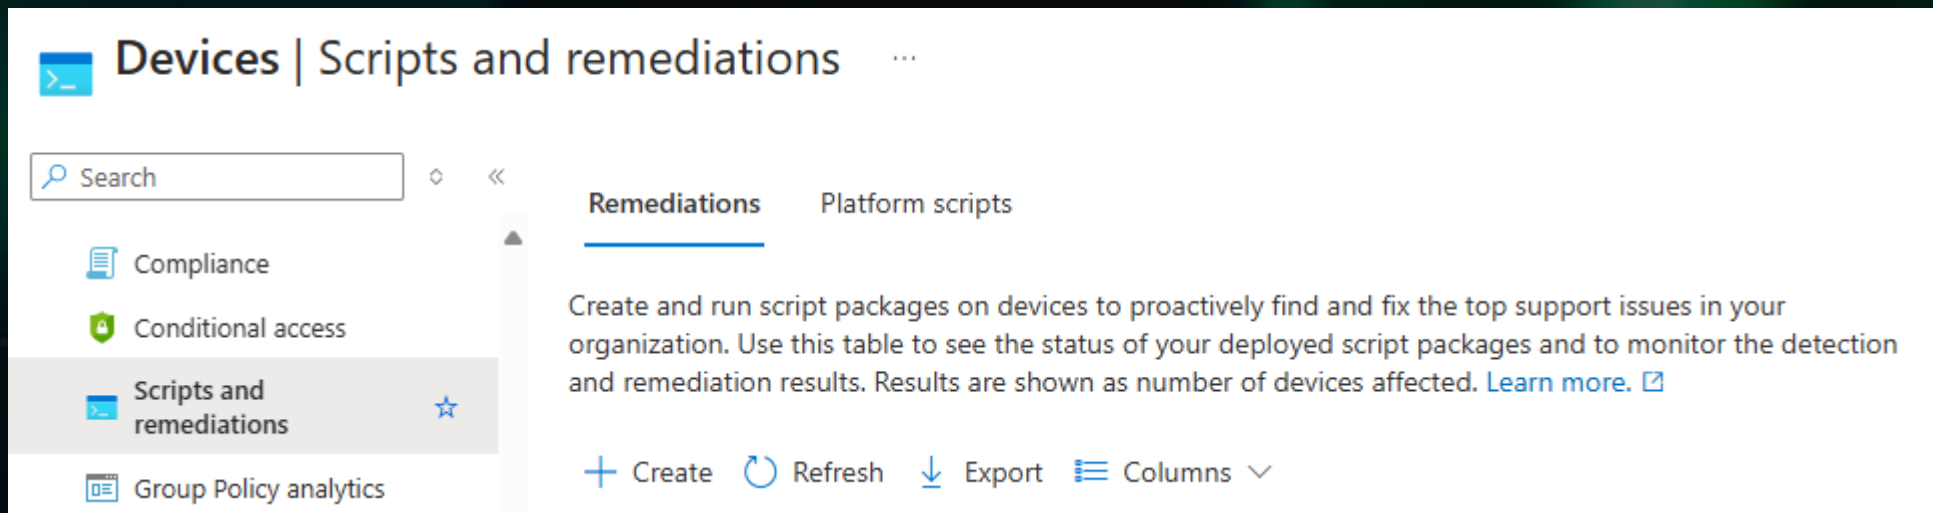 Devices | Scripts and remediations ...
Search
Compliance
Conditional access
Scripts and
remediations
Group Policy analytics
Remediations Platform scripts
Create and run script packages on devices to proactively find and fix the top support issues in your
organization. Use this table to see the status of your deployed script packages and to monitor the detection
and remediation results. Results are shown as number of devices affected. Learn more.
Create Refresh Export Columns